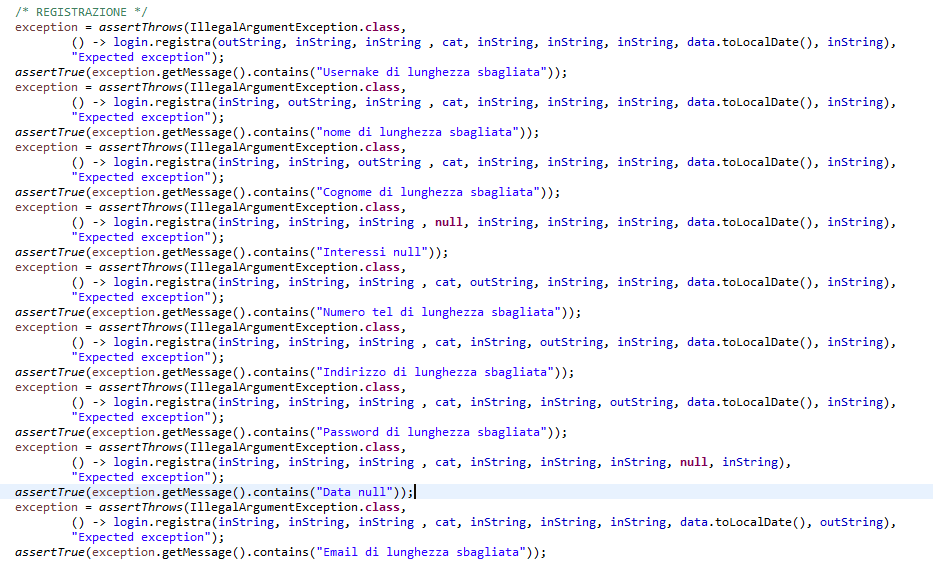 /* REGISTRAZIONE */
exception = assertThrows(IllegalArgumentException.class,
() -> login.registra(outString, inString, inString , cat, inString, inString, inString, data.toLocalDate(), inString),
"Expected exception");
assertTrue(exception.getMessage().contains("Usernake di lunghezza sbagliata"));
exception = assertThrows(IllegalArgumentException.class,
() -> login.registra(inString, outString, inString , cat, inString, inString, inString, data.toLocalDate(), inString),
"Expected exception");
assertTrue(exception.getMessage().contains("nome di lunghezza sbagliata"));
exception = assertThrows(IllegalArgumentException.class,
() -> login.registra(inString, inString, outString , cat, inString, inString, inString, data.toLocalDate(), inString),
"Expected exception");
assertTrue(exception.getMessage().contains("Cognome di lunghezza sbagliata"));
exception = assertThrows(IllegalArgumentException.class,
() -> login.registra(inString, inString, inString , null, inString, inString, inString, data.toLocalDate(), inString),
"Expected exception");
assertTrue(exception.getMessage().contains("Interessi null"));
exception = assertThrows(IllegalArgumentException.class,
() -> login.registra(inString, inString, inString , cat, outString, inString, inString, data.toLocalDate(), inString),
"Expected exception");
assertTrue(exception.getMessage().contains("Numero tel di lunghezza sbagliata"));
exception = assertThrows(IllegalArgumentException.class,
() -> login.registra(inString, inString, inString , cat, inString, outString, inString, data.toLocalDate(), inString),
"Expected exception");
assertTrue(exception.getMessage().contains("Indirizzo di lunghezza sbagliata"));
exception = assertThrows(IllegalArgumentException.class,
() -> login.registra(inString, inString, inString , cat, inString, inString, outString, data.toLocalDate(), inString),
"Expected exception");
assertTrue(exception.getMessage().contains("Password di lunghezza sbagliata"));
exception = assertThrows(IllegalArgumentException.class,
() -> login.registra(inString, inString, inString , cat, inString, inString, inString, null, inString),
"Expected exception");
assertTrue(exception.getMessage().contains("Data null"));
exception = assertThrows(IllegalArgumentException.class,
() -> login.registra(inString, inString, inString , cat, inString, inString, inString, data.toLocalDate(), outString),
"Expected exception");
assertTrue(exception.getMessage().contains("Email di lunghezza sbagliata"));